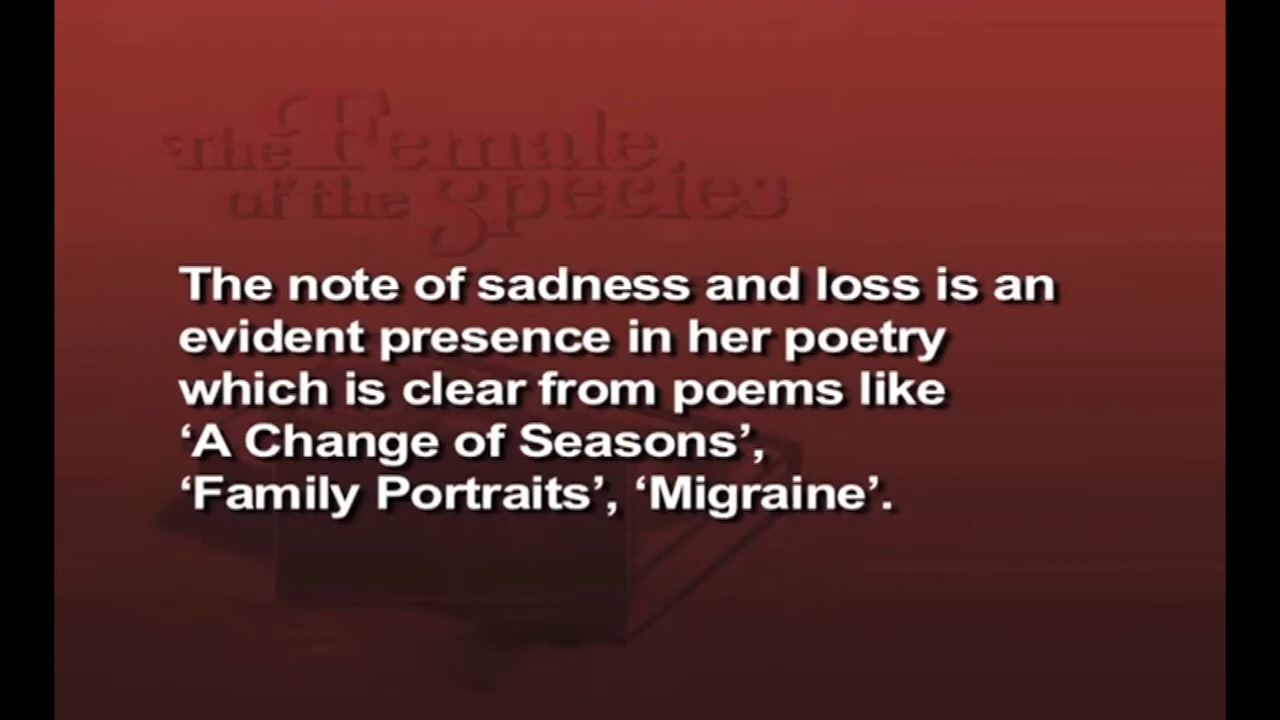 The Female
of the Species
The note of sadness and loss is an
evident presence in her poetry
which is clear from poems like
‘A Change of Seasons’,
‘Family Portraits’, ‘Migraine’.